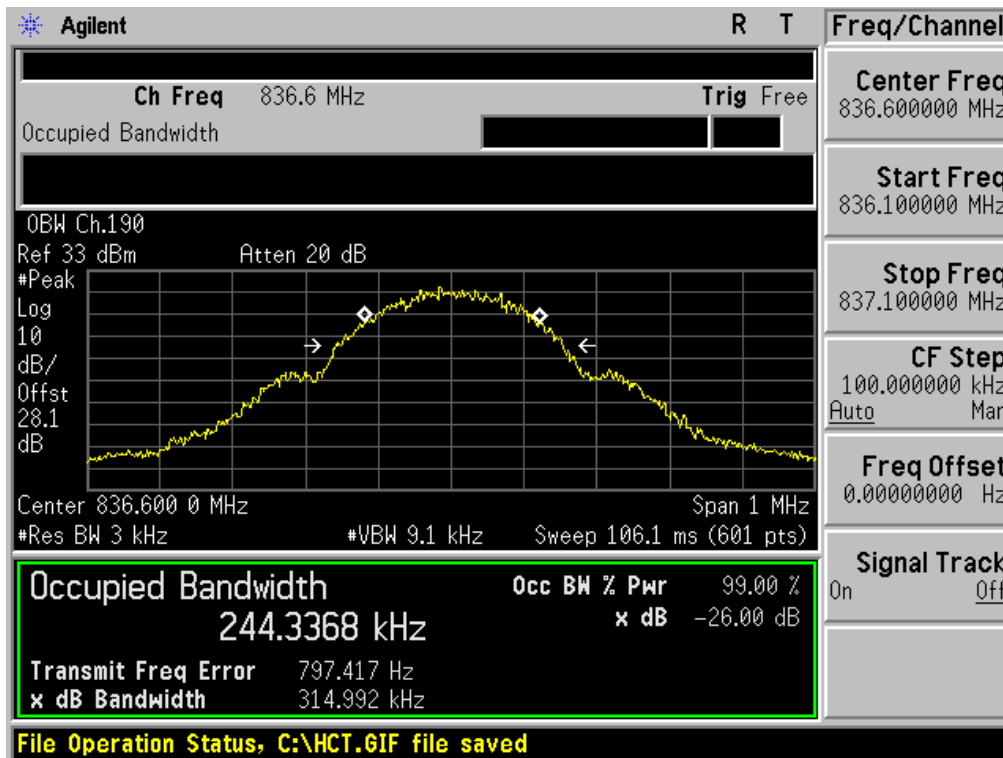 Agilent
R T
Ch Freq 836.6 MHz
Trig Free
Occupied Bandwidth
OBW Ch.190
Ref 33 dBm Atten 20 dB
#Peak
Log
10
dB/
Offst
28.1
dB
Center 836.600 0 MHz Span 1 MHz
#Res BW 3 kHz #VBW 9.1 kHz Sweep 106.1 ms (601 pts)
Occupied Bandwidth
244.3368 kHz
Occ BW % Pwr 99.00 %
x dB -26.00 dB
Transmit Freq Error 797.417 Hz
x dB Bandwidth 314.992 kHz
File Operation Status, C:\HCT.GIF file saved
Freq/Channel
Center Freq
836.600000 MHz
Start Freq
836.100000 MHz
Stop Freq
837.100000 MHz
CF Step
100.000000 kHz
Auto Man
Freq Offset
0.00000000 Hz
Signal Track
On Off